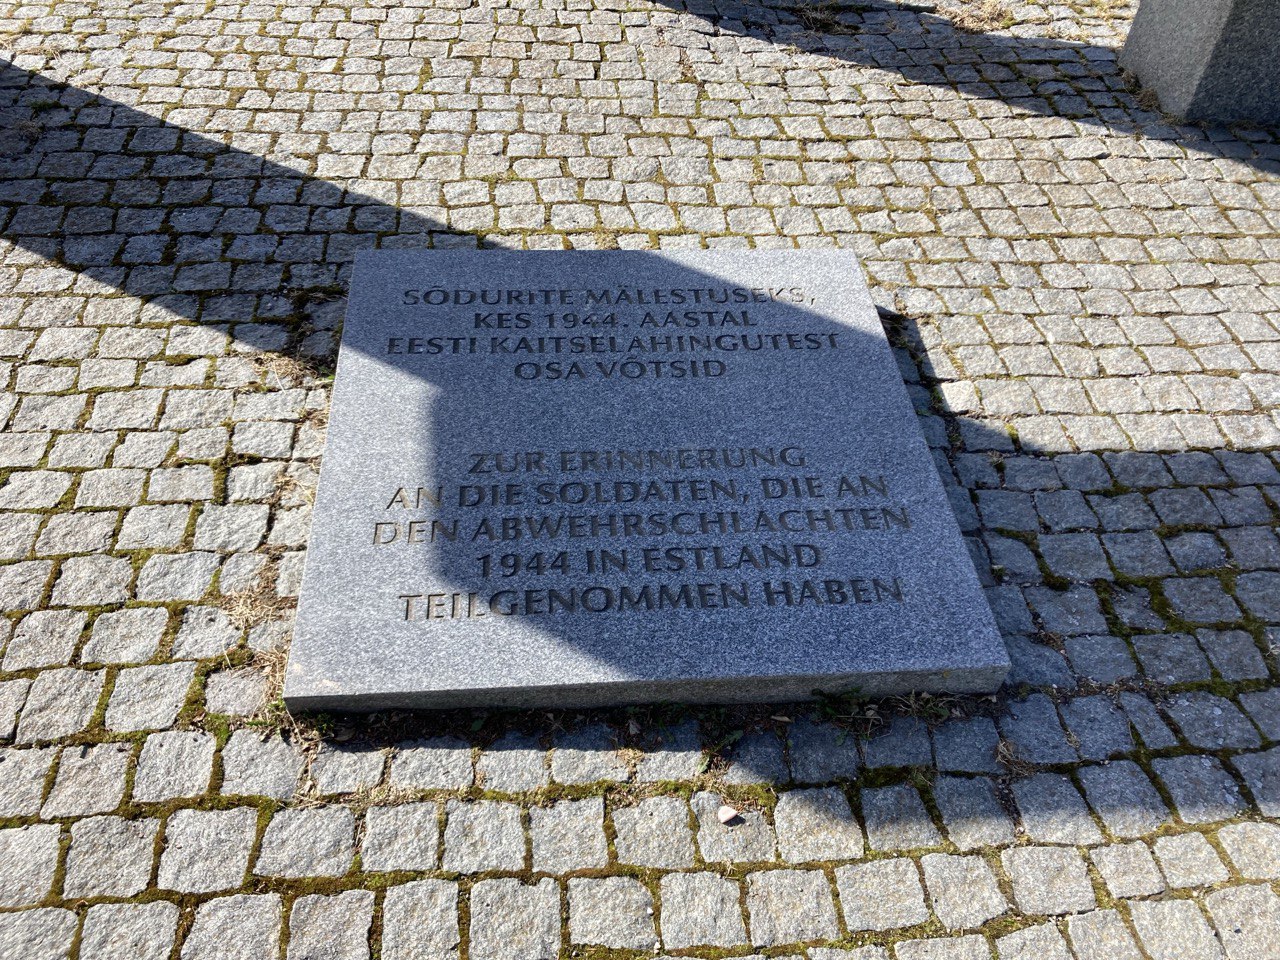 SÕDURITE MÄLESTUSEKS,
KES 1944. AASTAL
EESTI KAITSELAHINGUTEST
OSA VÕTSID
ZUR ERINNERUNG
AN DIE SOLDATEN, DIE AN
DEN ABWEHRSCHLACHTEN
1944 IN ESTLAND
TEILGENOMMEN HABEN